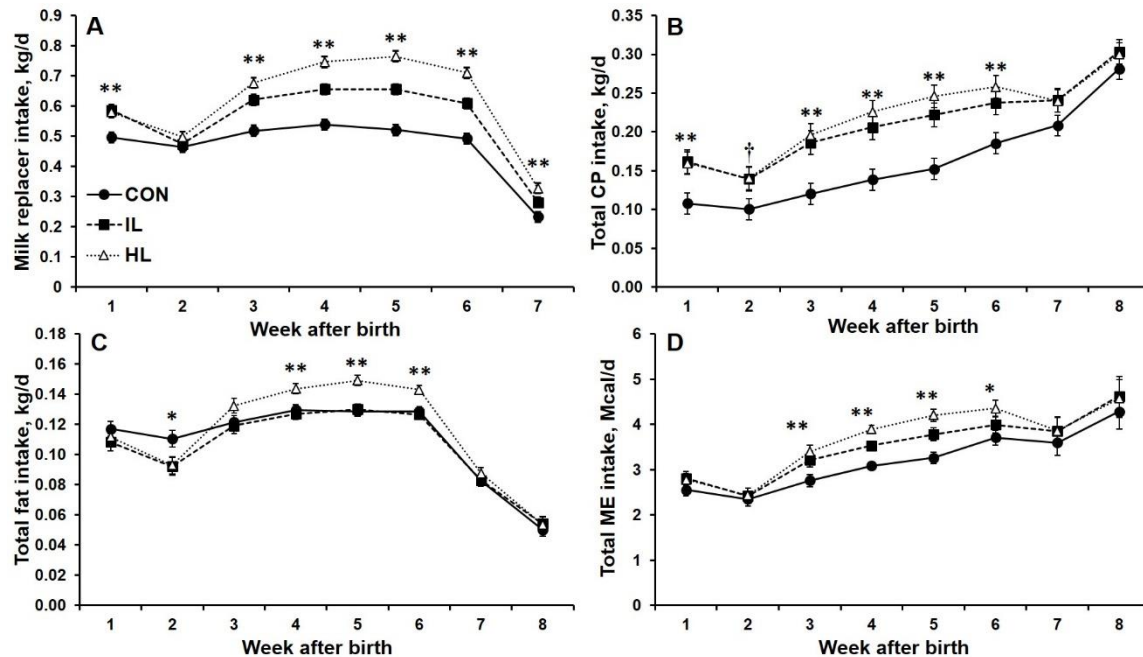 A
Milk replacer intake, kg/d
0.9
0.8
0.7
0.6
0.5
0.4
0.3
0.2
0.1
0
** ** ** ** ** **
CON
IL
HL
1 2 3 4 5 6 7
Week after birth
B
Total CP intake, kg/d
0.35
0.30
0.25
0.20
0.15
0.10
0.05
0.00
** † ** ** ** **
1 2 3 4 5 6 7 8
Week after birth
C
Total fat intake, kg/d
0.18
0.16
0.14
0.12
0.10
0.08
0.06
0.04
0.02
0.00
* ** ** **
1 2 3 4 5 6 7 8
Week after birth
D
Total ME intake, Mcal/d
6
5
4
3
2
1
0
** ** ** *
1 2 3 4 5 6 7 8
Week after birth